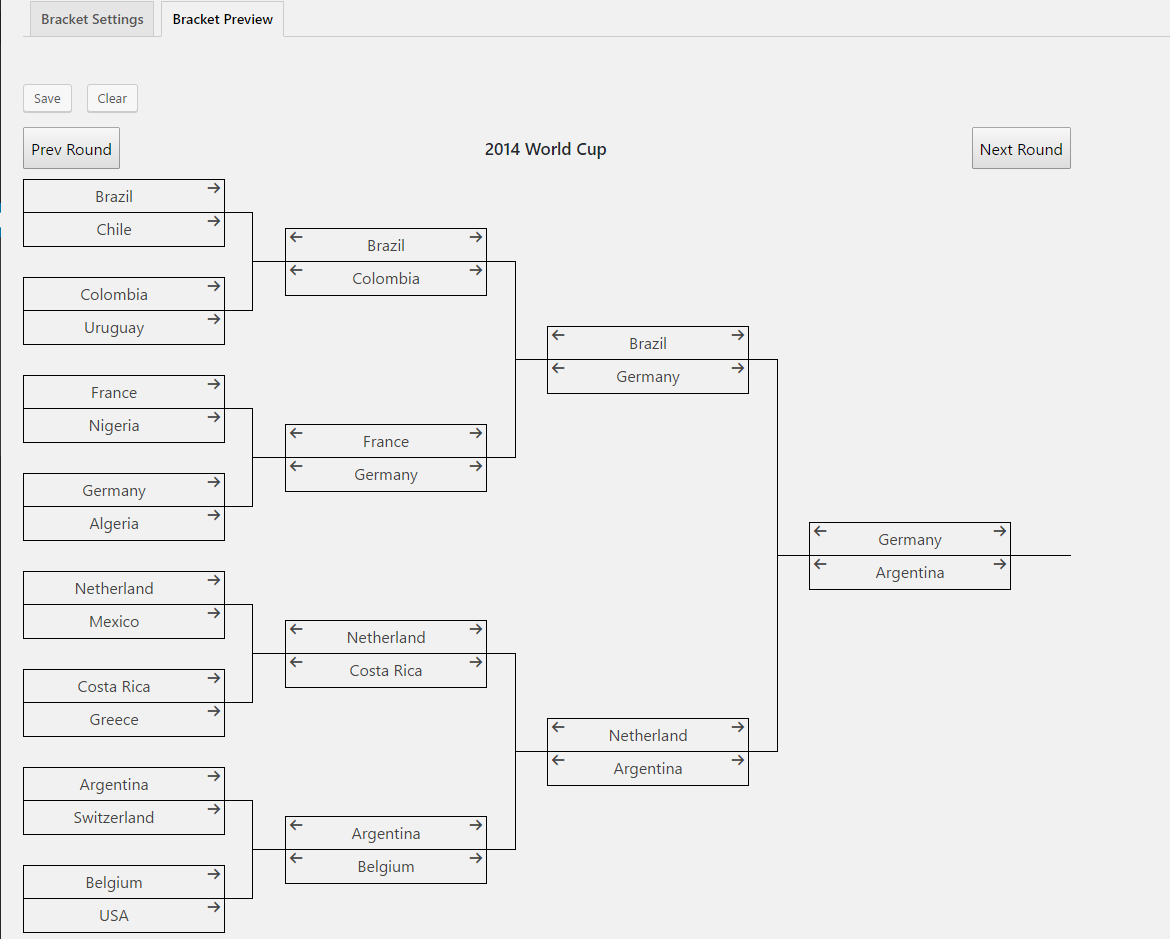 Bracket Settings
Bracket Preview
Save
Clear
Prev Round
2014 World Cup
Next Round
Brazil
Chile
Colombia
Uruguay
France
Nigeria
Germany
Algeria
Netherland
Mexico
Costa Rica
Greece
Argentina
Switzerland
Belgium
USA
Brazil
Colombia
France
Germany
Netherland
Costa Rica
Argentina
Belgium
Brazil
Germany
Netherland
Argentina
Germany
Argentina